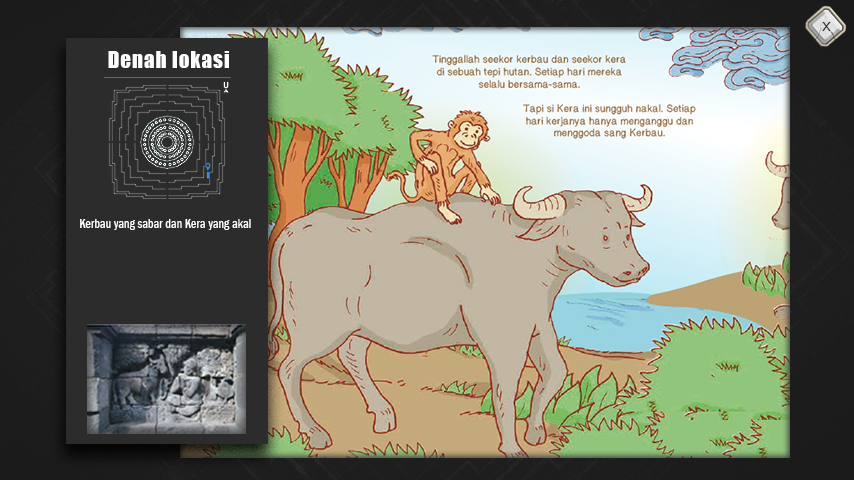 Denah lokasi
U
Kerbau yang sabar dan Kera yang akal
Tinggallah seekor kerbau dan seekor kera
di sebuah tepi hutan. Setiap hari mereka
selalu bersama-sama.
Tapi si Kera ini sungguh nakal. Setiap
hari kerjanya hanya menganggu dan
menggoda sang Kerbau.
X